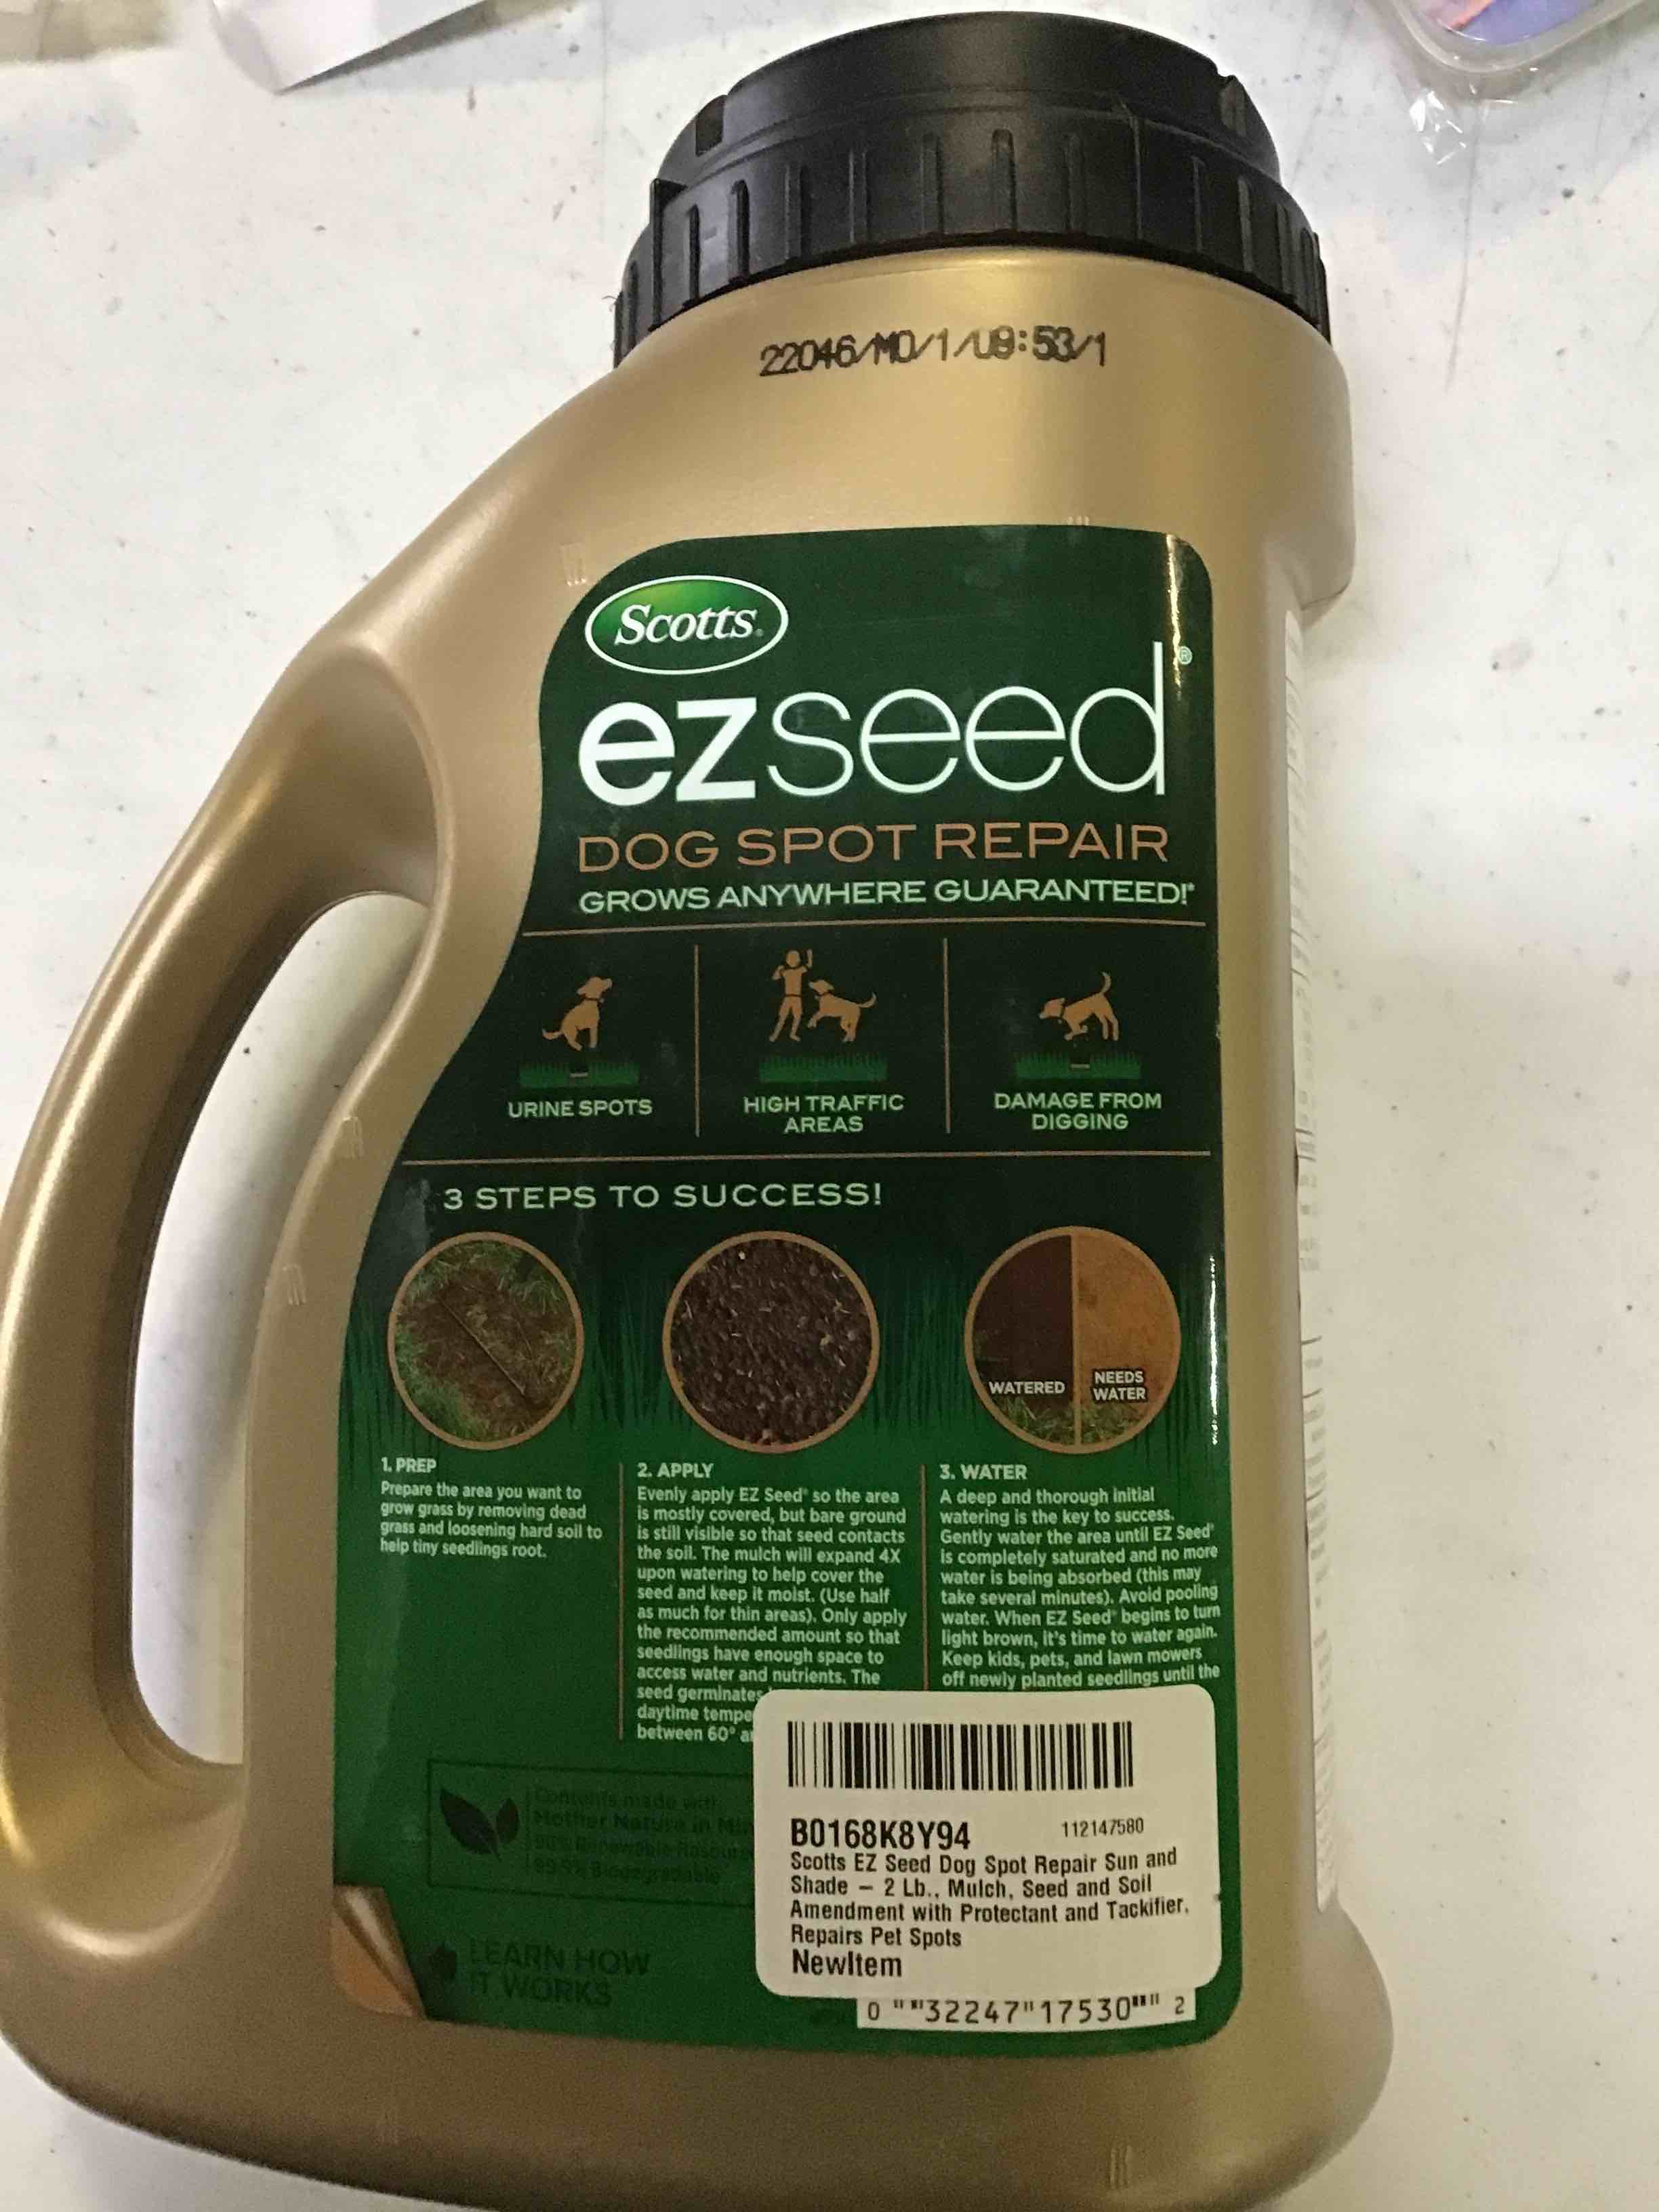 22046/M0/1/09:53/1
Scotts®
ezseed®
DOG SPOT REPAIR
GROWS ANYWHERE GUARANTEED!*
URINE SPOTS
HIGH TRAFFIC
AREAS
DAMAGE FROM
DIGGING
3 STEPS TO SUCCESS!
WATERED
NEEDS
WATER
1. PREP
Prepare the area you want to
grow grass by removing dead
grass and loosening hard soil to
help tiny seedlings root.
2. APPLY
Evenly apply EZ Seed® so the area
is mostly covered, but bare ground
is still visible so that seed contacts
the soil. The mulch will expand 4X
upon watering to help cover the
seed and keep it moist. (Use half
as much for thin areas). Only apply
the recommended amount so that
seedlings have enough space to
access water and nutrients. The
seed germinates
daytime tempe
between 60°
3. WATER
A deep and thorough initial
watering is the key to success.
Gently water the area until EZ Seed®
is completely saturated and no more
water is being absorbed (this may
take several minutes). Avoid pooling
water. When EZ Seed® begins to turn
light brown, it's time to water again.
Keep kids, pets, and lawn mowers
off newly planted seedlings until the
Contents made with
Mother Nature in
Renewable
99.9% Biodegradable
LEARN HOW
IT WORKS
B0168K8Y94
112147580
Scotts EZ Seed Dog Spot Repair Sun and
Shade – 2 Lb., Mulch, Seed and Soil
Amendment with Protectant and Tackifier,
Repairs Pet Spots
NewItem
0 32247 17530 2